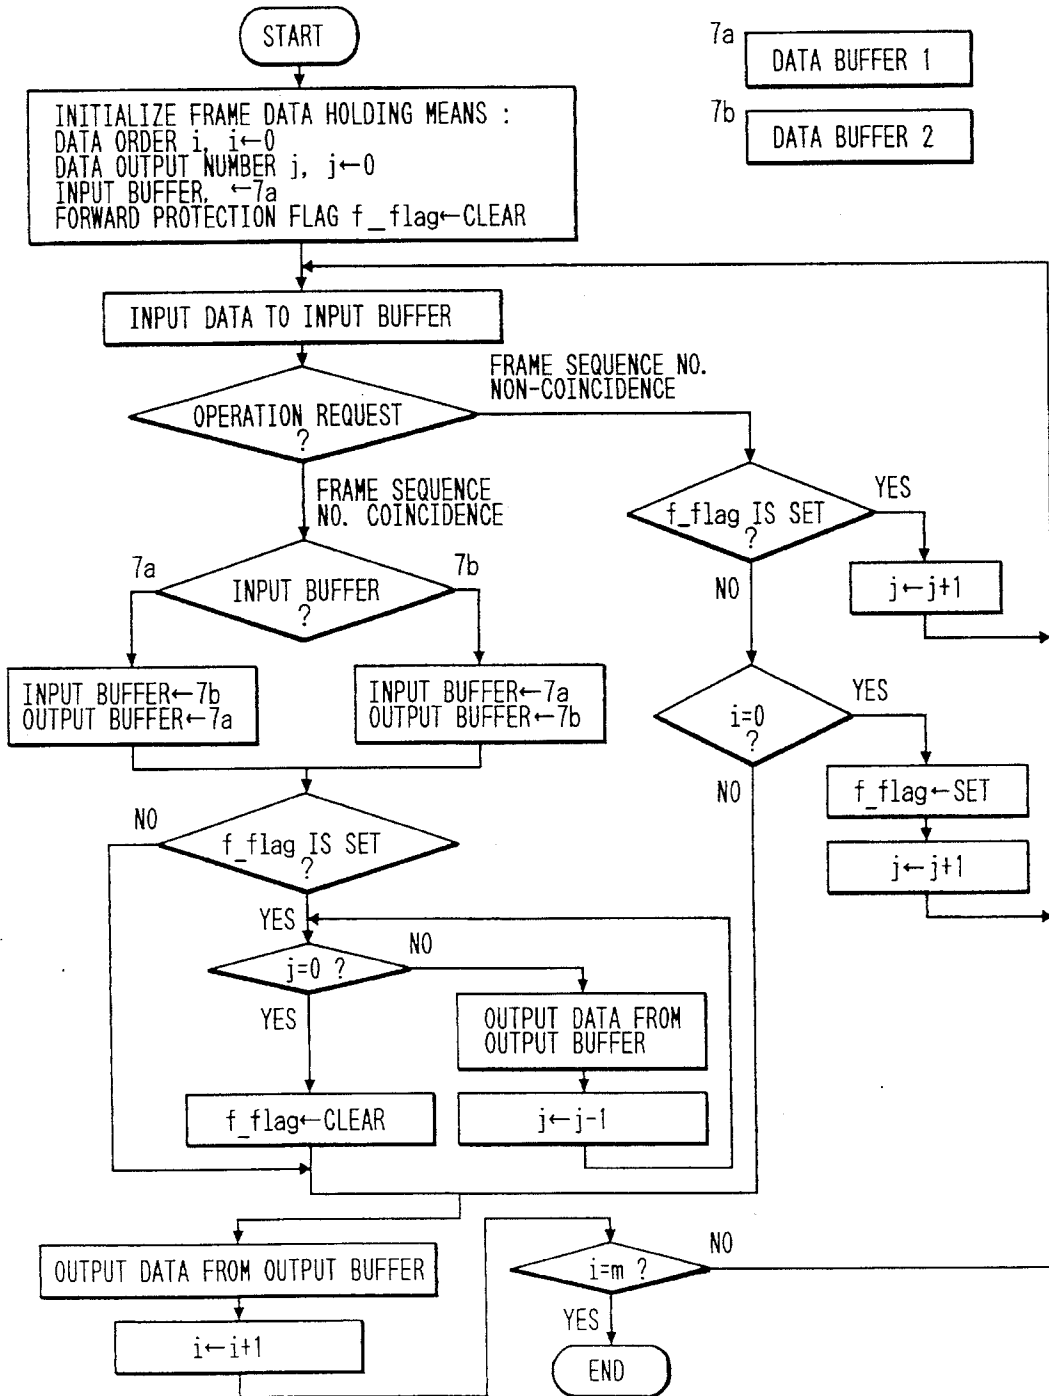 START
7a
DATA BUFFER 1
7b
DATA BUFFER 2
INITIALIZE FRAME DATA HOLDING MEANS :
DATA ORDER i, i←0
DATA OUTPUT NUMBER j, j←0
INPUT BUFFER, ←7a
FORWARD PROTECTION FLAG f_flag←CLEAR
INPUT DATA TO INPUT BUFFER
OPERATION REQUEST
?
FRAME SEQUENCE NO.
NON-COINCIDENCE
FRAME SEQUENCE
NO. COINCIDENCE
f_flag IS SET
?
YES
NO
j←j+1
7a
INPUT BUFFER
?
7b
INPUT BUFFER←7b
OUTPUT BUFFER←7a
INPUT BUFFER←7a
OUTPUT BUFFER←7b
i=0
?
YES
NO
f_flag←SET
j←j+1
NO
f_flag IS SET
?
YES
j=0 ?
NO
YES
OUTPUT DATA FROM
OUTPUT BUFFER
j←j-1
f_flag←CLEAR
OUTPUT DATA FROM OUTPUT BUFFER
i←i+1
i=m ?
NO
YES
END